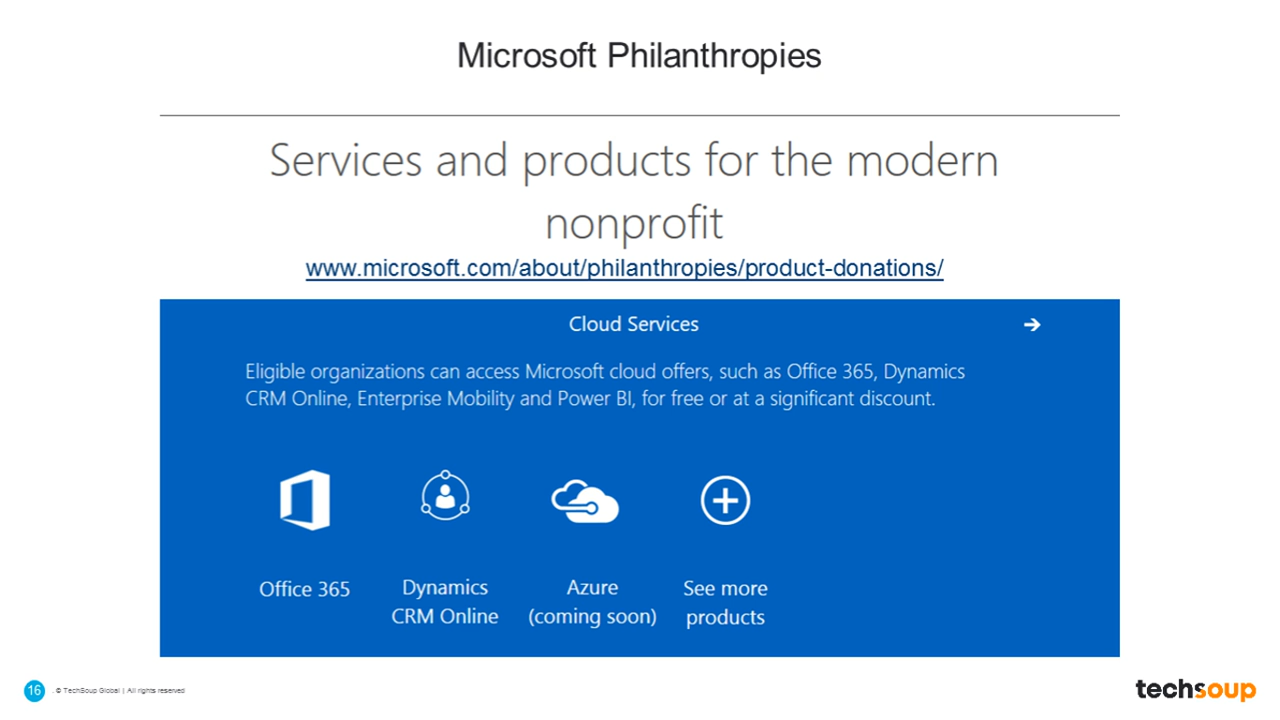 Microsoft Philanthropies
Services and products for the modern
nonprofit
www.microsoft.com/about/philanthropies/product-donations/
Cloud Services
Eligible organizations can access Microsoft cloud offers, such as Office 365, Dynamics
CRM Online, Enterprise Mobility and Power BI, for free or at a significant discount.
Office 365
Dynamics
CRM Online
Azure
(coming soon)
See more
products
16
. © TechSoup Global | All rights reserved
techsoup